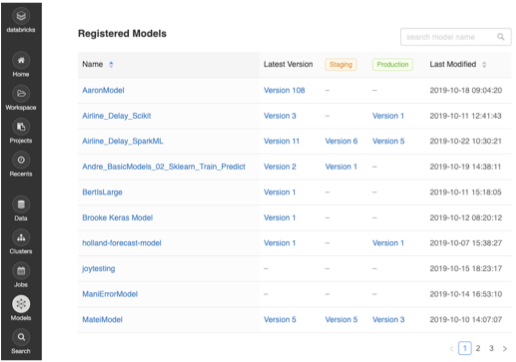 databricks
Home
Workspace
Projects
Recents
Data
Clusters
Jobs
Models
Search
Registered Models
search model name
Name Latest Version Staging Production Last Modified
AaronModel Version 108 – – 2019-10-18 09:04:20
Airline_Delay_Scikit Version 3 – Version 1 2019-10-11 12:41:43
Airline_Delay_SparkML Version 11 Version 6 Version 5 2019-10-22 10:30:21
Andre_BasicModels_02_Sklearn_Train_Predict Version 2 Version 1 – 2019-10-19 14:38:11
BertIsLarge Version 1 – – 2019-10-11 15:18:05
Brooke Keras Model Version 1 – – 2019-10-12 08:20:12
holland-forecast-model Version 1 – Version 1 2019-10-07 15:38:27
joytesting – – – 2019-10-15 18:23:17
ManiErrorModel – – – 2019-10-14 16:53:10
MateiModel Version 5 Version 5 Version 3 2019-10-10 14:07:07
< 1 2 3 >